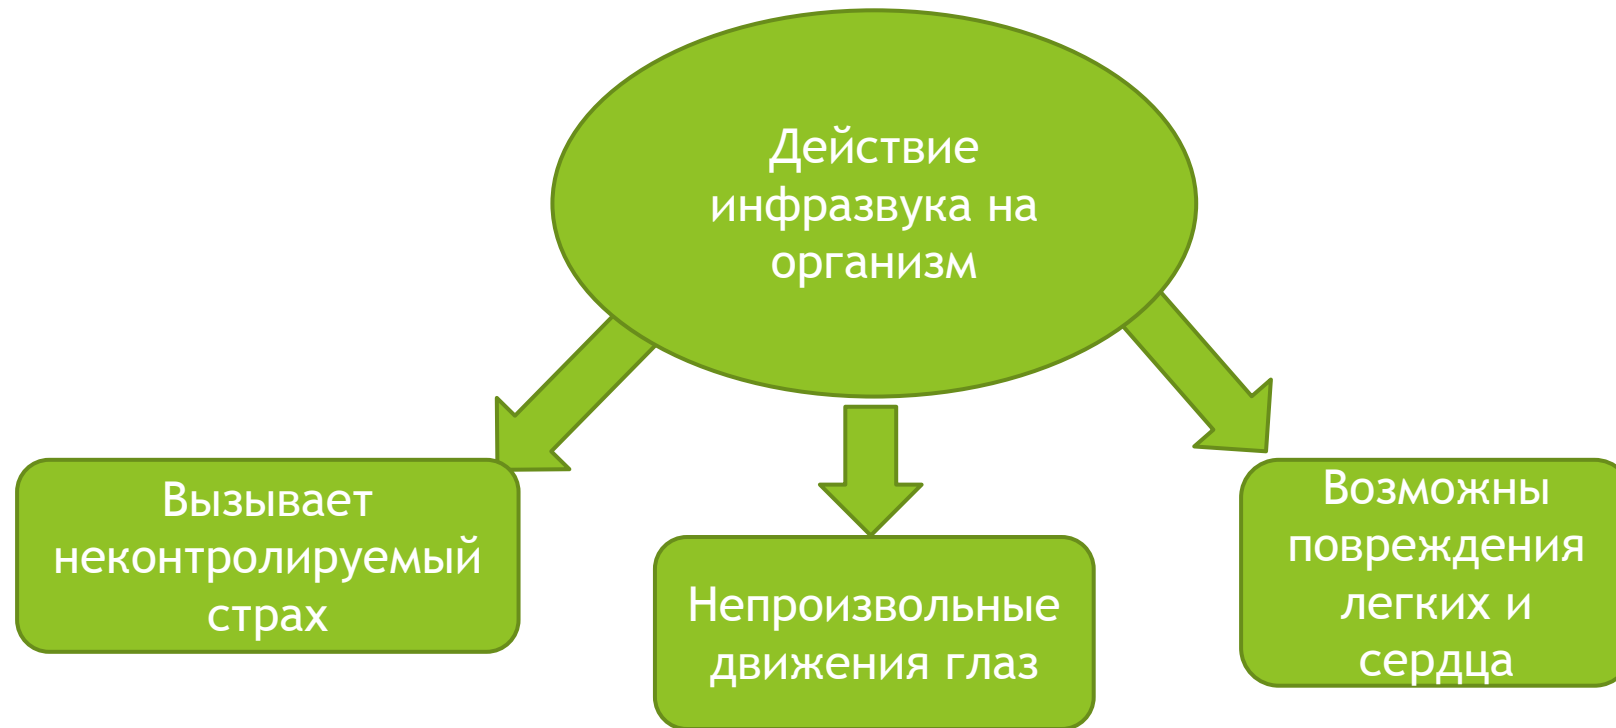 Действие
инфразвука на
организм
Вызывает
неконтролируемый
страх
Непроизвольные
движения глаз
Возможны
повреждения
легких и
сердца